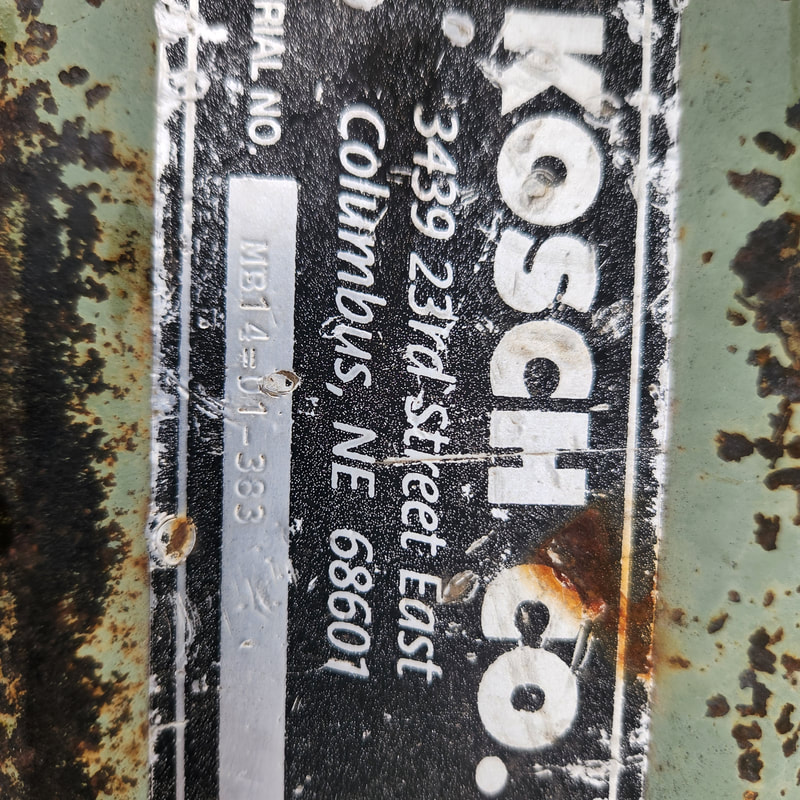 KOSCH CO.
3439 23rd street East
Columbus, NE 68601
RIAL NO. MB14=01-383